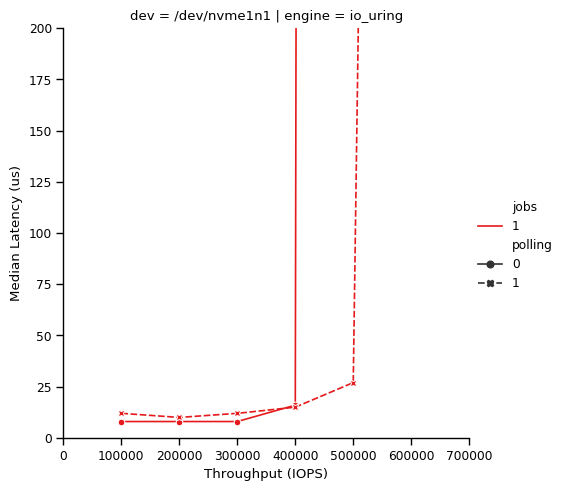 dev = /dev/nvme1n1 | engine = io_uring
200
175
150
125
100
75
50
25
0
Median Latency (us)
0 100000 200000 300000 400000 500000 600000 700000
Throughput (IOPS)
jobs
1
polling
0
1